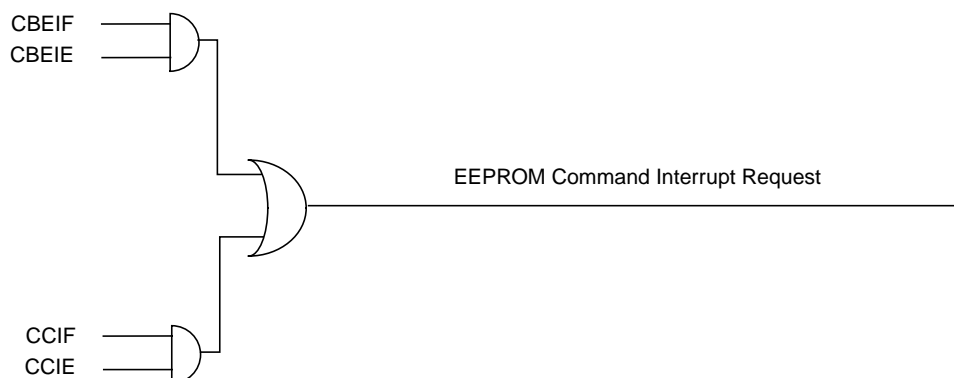 CBEIF
CBEIE
EEPROM Command Interrupt Request
CCIF
CCIE